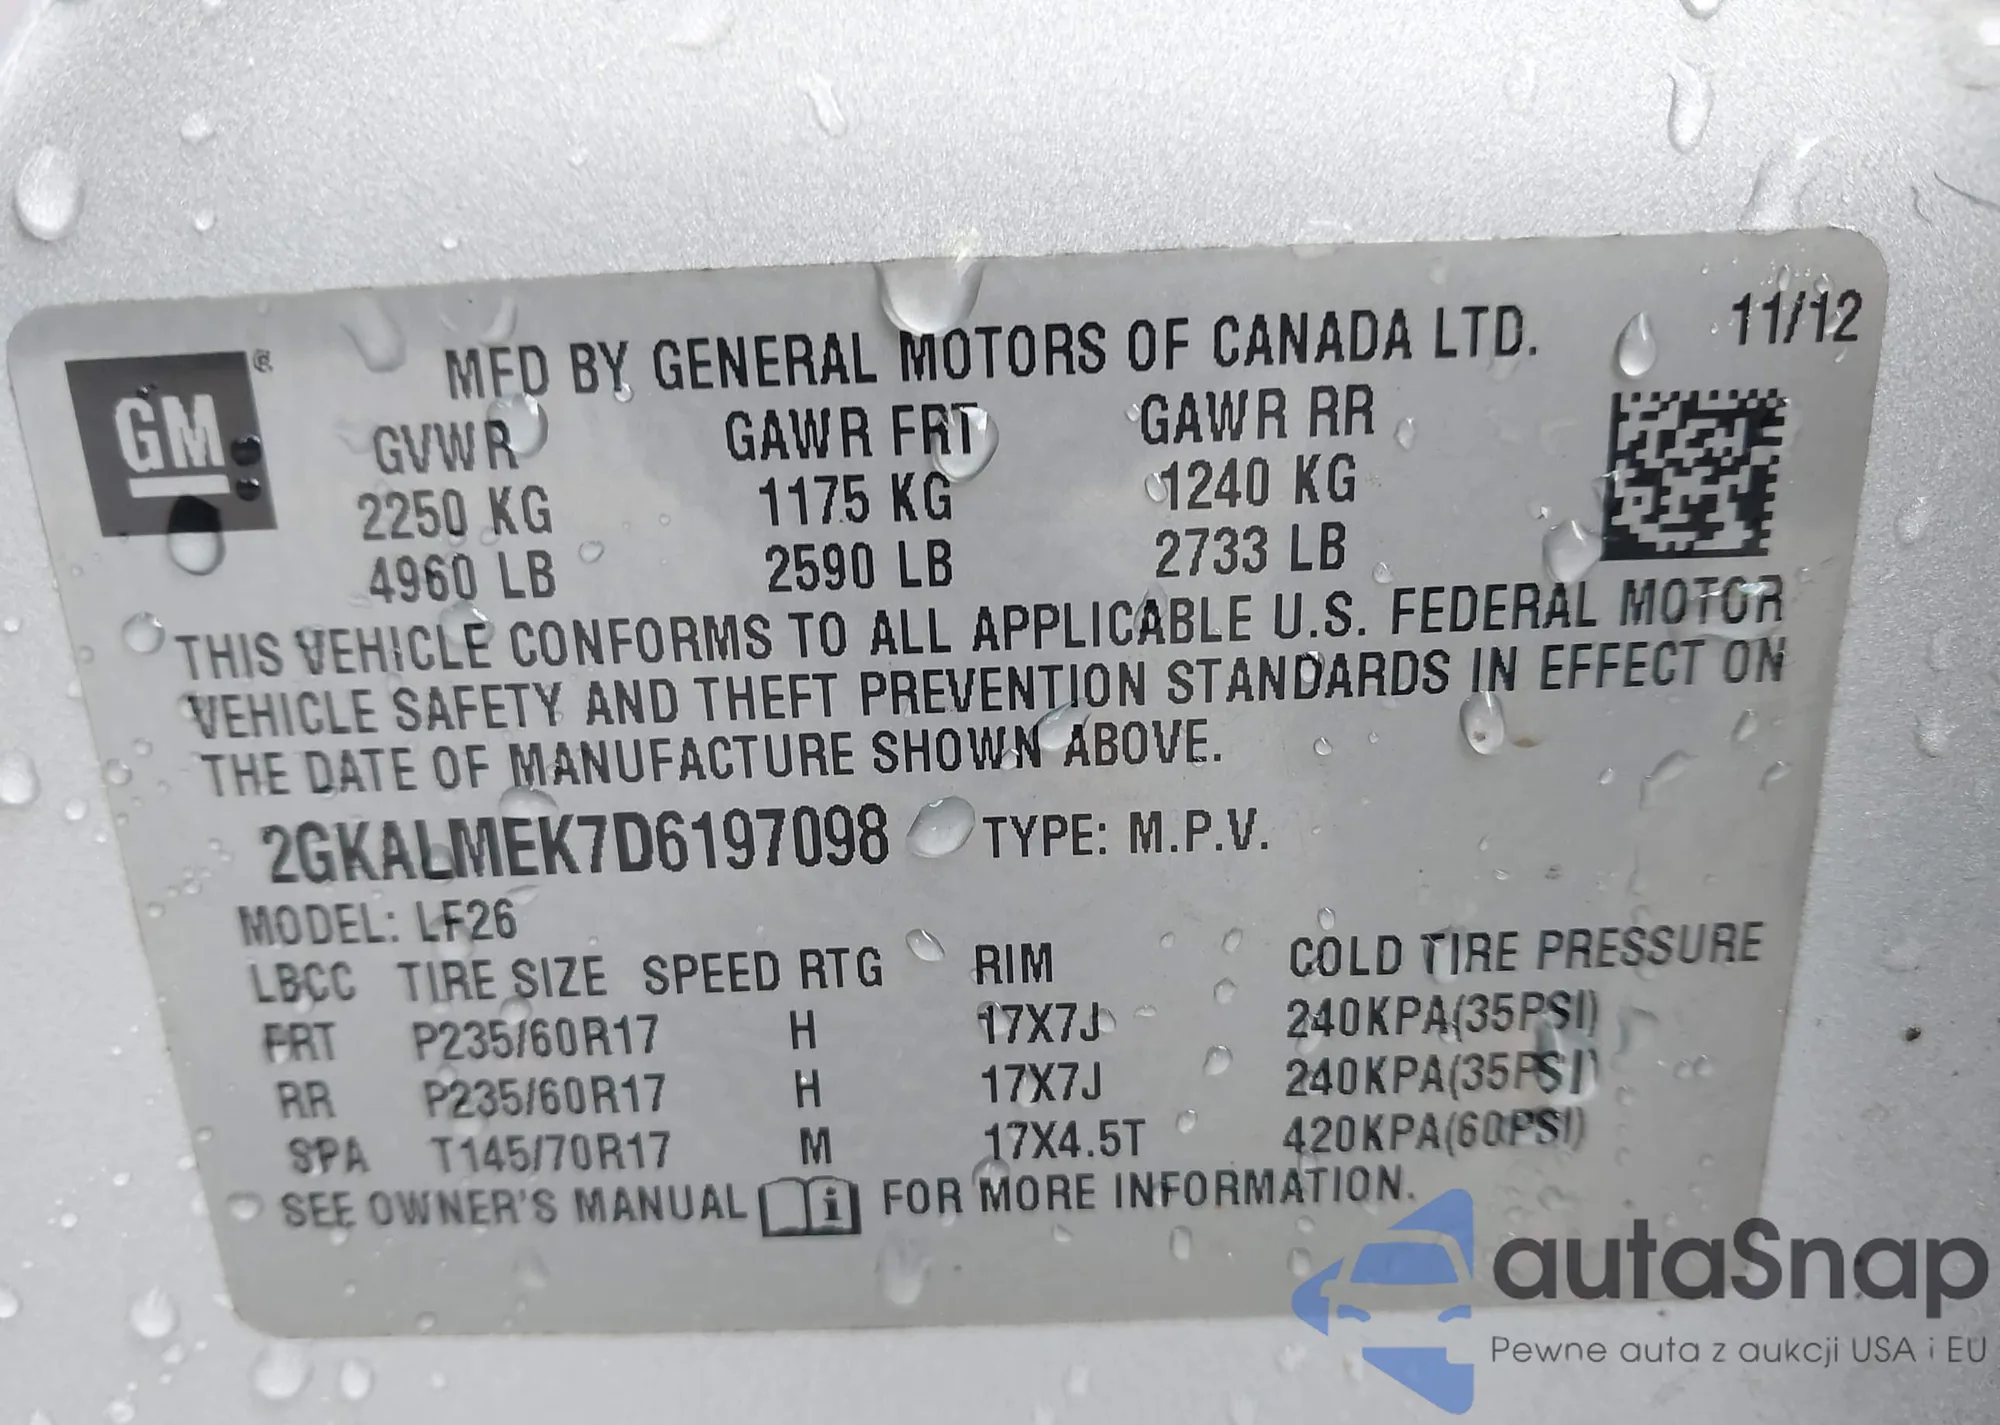 MFD BY GENERAL MOTORS OF CANADA LTD. 11/12
GM ®
GVWR GAWR FRT GAWR RR
2250 KG 1175 KG 1240 KG
4960 LB 2590 LB 2733 LB
THIS VEHICLE CONFORMS TO ALL APPLICABLE U.S. FEDERAL MOTOR
VEHICLE SAFETY AND THEFT PREVENTION STANDARDS IN EFFECT ON
THE DATE OF MANUFACTURE SHOWN ABOVE.
2GKALMEK7D6197098 TYPE: M.P.V.
MODEL: LF26
LBCC TIRE SIZE SPEED RTG RIM COLD TIRE PRESSURE
FRT P235/60R17 H 17X7J 240KPA(35PSI)
RR P235/60R17 H 17X7J 240KPA(35PSI)
SPA T145/70R17 M 17X4.5T 420KPA(60PSI)
SEE OWNER'S MANUAL i FOR MORE INFORMATION.
autaSnap
Pewne auta z aukcji USA i EU